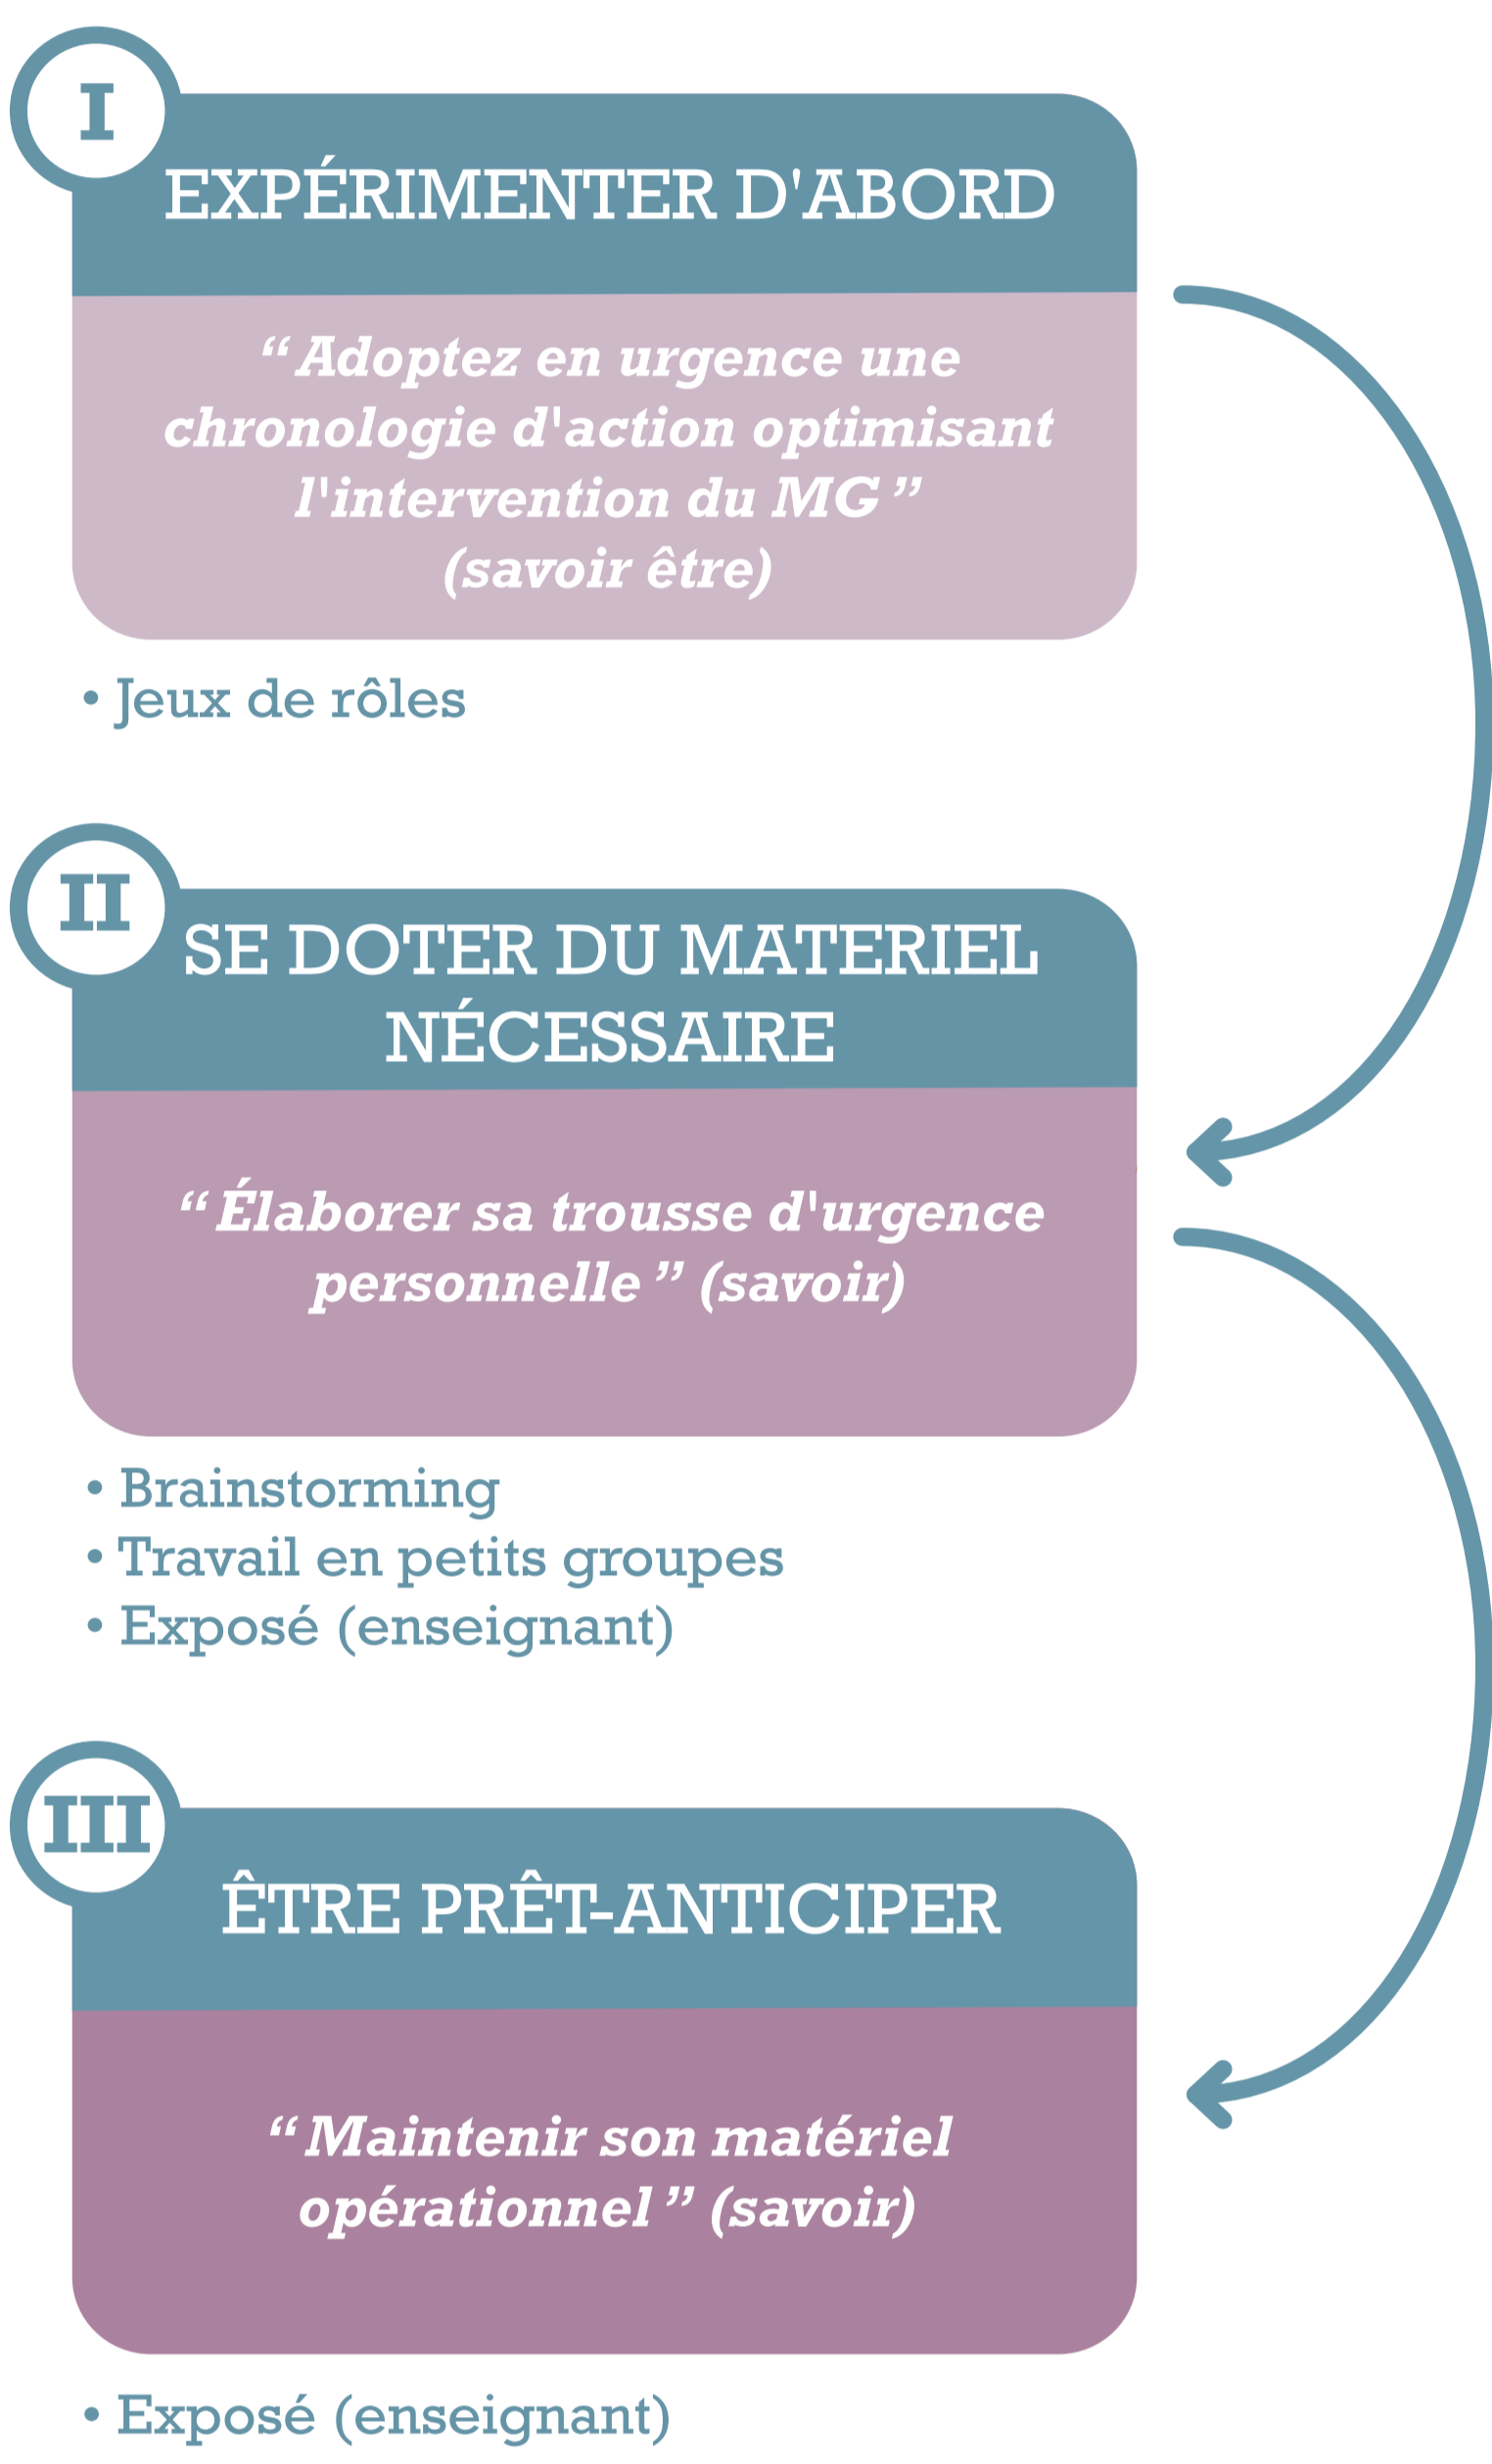 I
EXPÉRIMENTER D'ABORD
““Adoptez en urgence une
chronologie d'action optimisant
l"intervention du MG”
(savoir être)
• Jeux de rôles
II
SE DOTER DU MATERIEL
NÉCESSAIRE
“Élaborer sa trousse d'urgence
personnelle” (savoir)
• Brainstorming
• Travail en petits groupes
• Exposé (enseignant)
III
ÊTRE PRÊT-ANTICIPER
“Maintenir son matériel
opérationnel” (savoir)
• Exposé (enseignant)